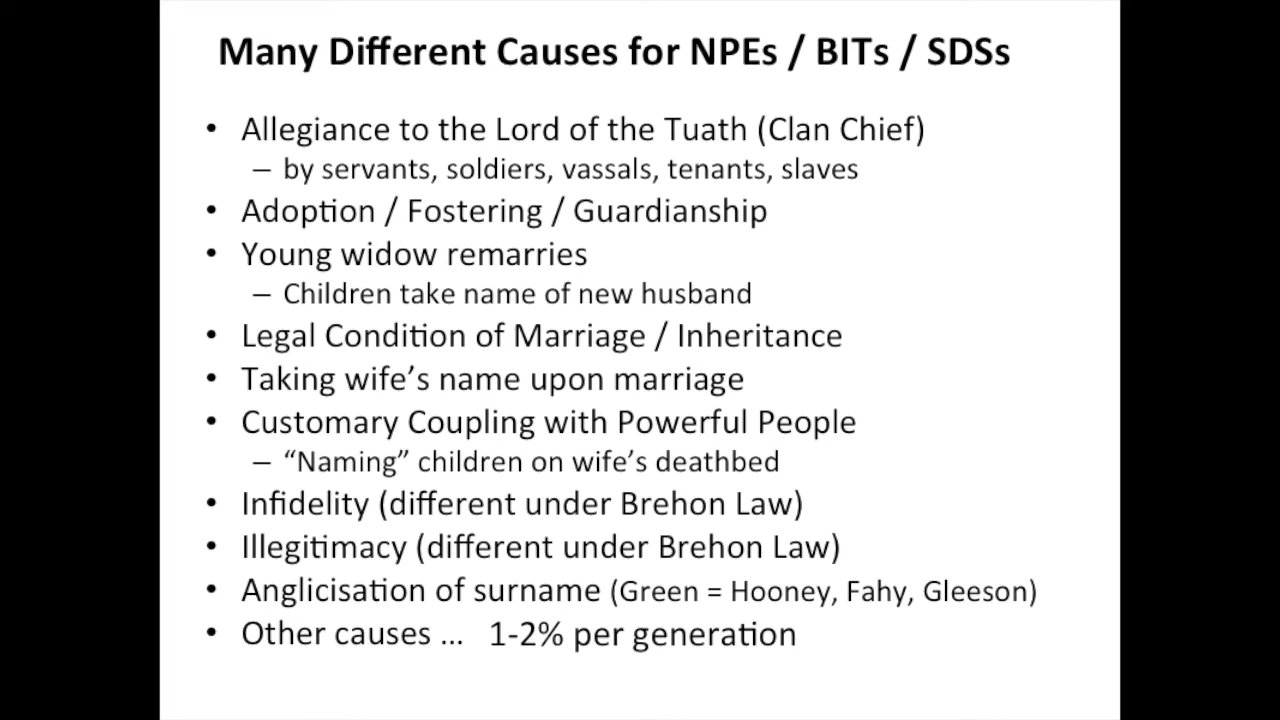 Many Different Causes for NPEs / BITs / SDSs
• Allegiance to the Lord of the Tuath (Clan Chief)
– by servants, soldiers, vassals, tenants, slaves
• Adoption / Fostering / Guardianship
• Young widow remarries
– Children take name of new husband
• Legal Condition of Marriage / Inheritance
• Taking wife’s name upon marriage
• Customary Coupling with Powerful People
– “Naming” children on wife’s deathbed
• Infidelity (different under Brehon Law)
• Illegitimacy (different under Brehon Law)
• Anglicisation of surname (Green = Hooney, Fahy, Gleeson)
• Other causes … 1-2% per generation